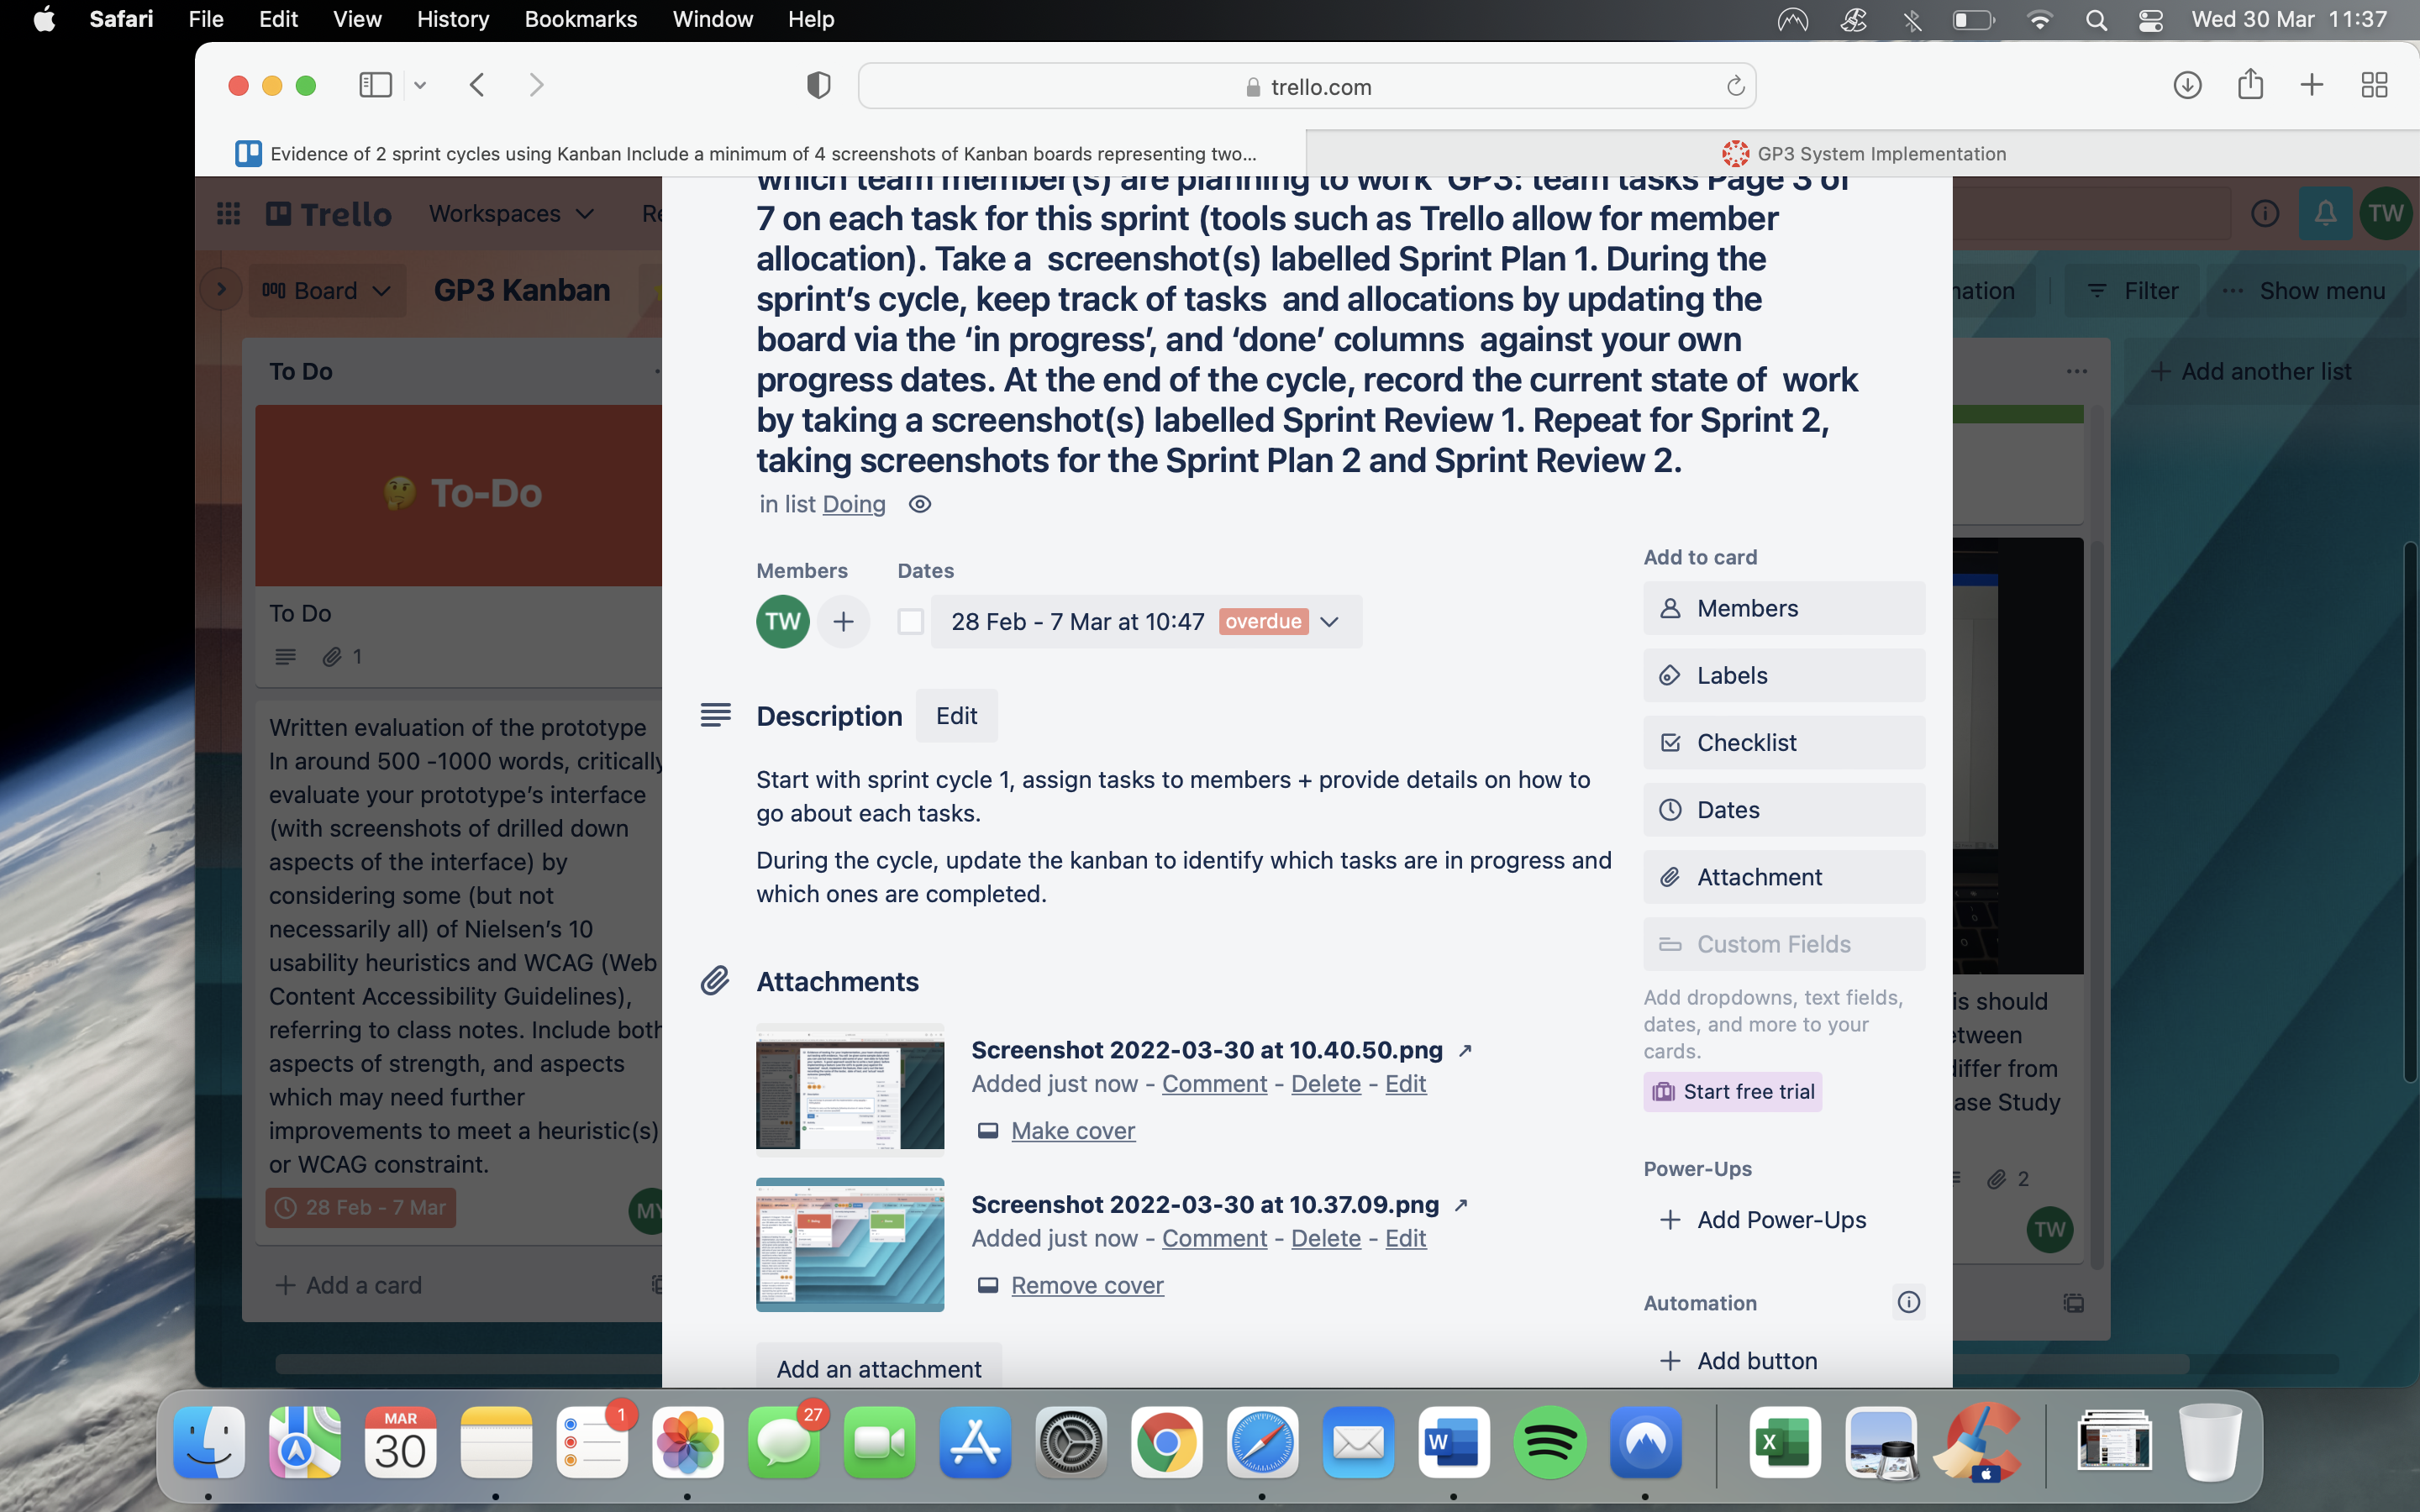 Safari File Edit View History Bookmarks Window Help Wed 30 Mar 11:37
trello.com
Evidence of 2 sprint cycles using Kanban Include a minimum of 4 screenshots of Kanban boards representing two...
GP3 System Implementation
Trello Workspaces
TW
Board GP3 Kanban
Filter
Show menu
To Do
To-Do
To Do
1
Written evaluation of the prototype
In around 500 -1000 words, critically
evaluate your prototype's interface
(with screenshots of drilled down
aspects of the interface) by
considering some (but not
necessarily all) of Nielsen's 10
usability heuristics and WCAG (Web
Content Accessibility Guidelines),
referring to class notes. Include both
aspects of strength, and aspects
which may need further
improvements to meet a heuristic(s)
or WCAG constraint.
28 Feb - 7 Mar
MY
+ Add a card
which team member(s) are planning to work GP3: team tasks Page 3 of
7 on each task for this sprint (tools such as Trello allow for member
allocation). Take a screenshot(s) labelled Sprint Plan 1. During the
sprint’s cycle, keep track of tasks and allocations by updating the
board via the ‘in progress’, and ‘done’ columns against your own
progress dates. At the end of the cycle, record the current state of work
by taking a screenshot(s) labelled Sprint Review 1. Repeat for Sprint 2,
taking screenshots for the Sprint Plan 2 and Sprint Review 2.
in list Doing
Members
Dates
TW
+
28 Feb - 7 Mar at 10:47 overdue
Description
Edit
Start with sprint cycle 1, assign tasks to members + provide details on how to
go about each tasks.
During the cycle, update the kanban to identify which tasks are in progress and
which ones are completed.
Attachments
Screenshot 2022-03-30 at 10.40.50.png ↗
Added just now - Comment - Delete - Edit
Make cover
Screenshot 2022-03-30 at 10.37.09.png ↗
Added just now - Comment - Delete - Edit
Remove cover
Add an attachment
Add to card
Members
Labels
Checklist
Dates
Attachment
Custom Fields
Add dropdowns, text fields,
dates, and more to your
cards.
Start free trial
Power-Ups
+ Add Power-Ups
Automation
+ Add button
+ Add another list
is should
differ from
ase Study
2
TW
MAR
30
1
27
W
X